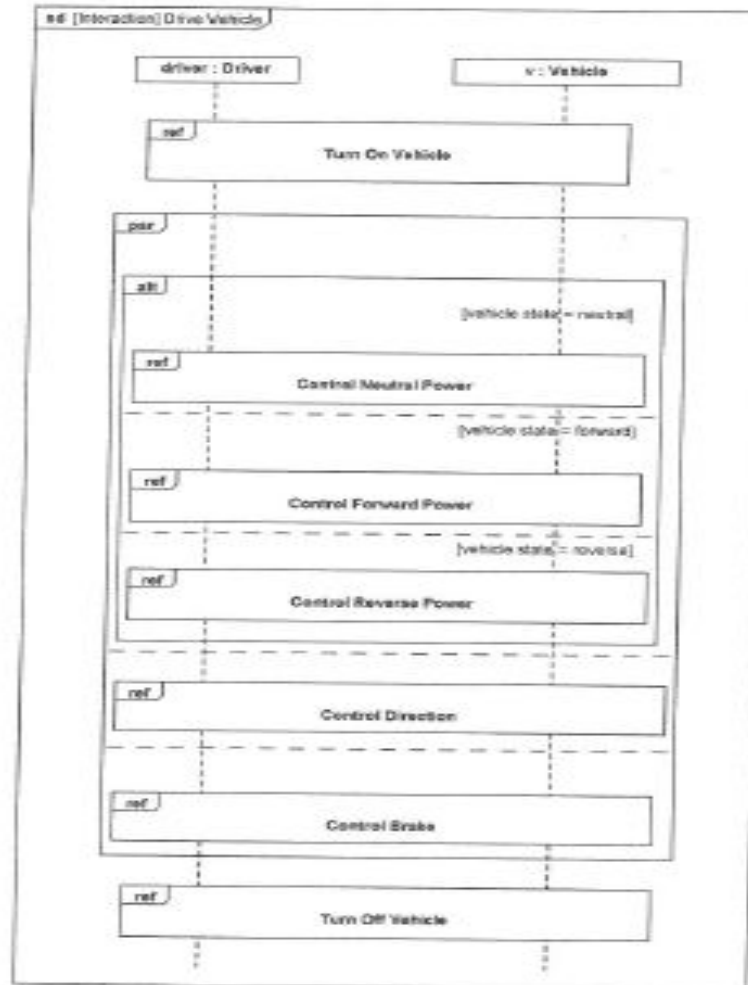 sd [Interaction] Drive Vehicle
driver : Driver
v : Vehicle
ref
Turn On Vehicle
par
alt
[vehicle state = neutral]
ref
Control Neutral Power
[vehicle state = forward]
ref
Control Forward Power
[vehicle state = reverse]
ref
Control Reverse Power
ref
Control Direction
ref
Control Brake
ref
Turn Off Vehicle